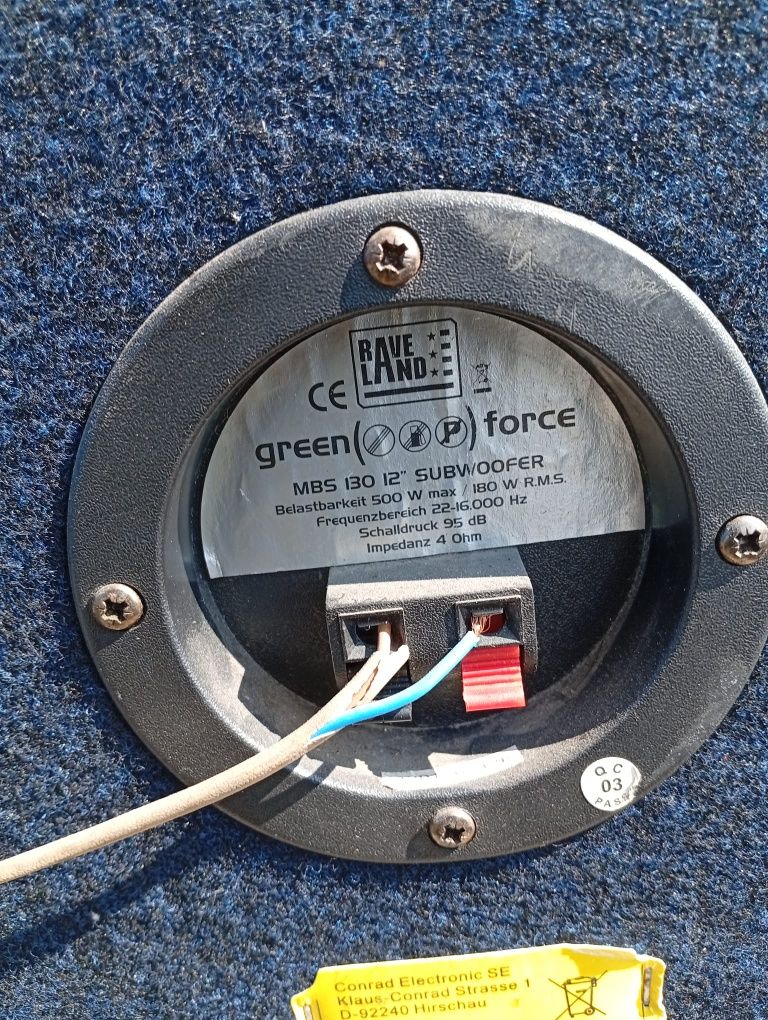 RAVE
LAND
CE
green force
MBS 130 12" SUBWOOFER
Belastbarkeit 500 W max / 180 W R.M.S.
Frequenzbereich 22-16.000 Hz
Schalldruck 95 dB
Impedanz 4 Ohm
QC
03
Conrad Electronic SE
Klaus-Conrad Strasse 1
D-92240 Hirschau